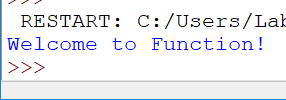 >>>
RESTART: C:/Users/Lab
Welcome to Function!
>>>